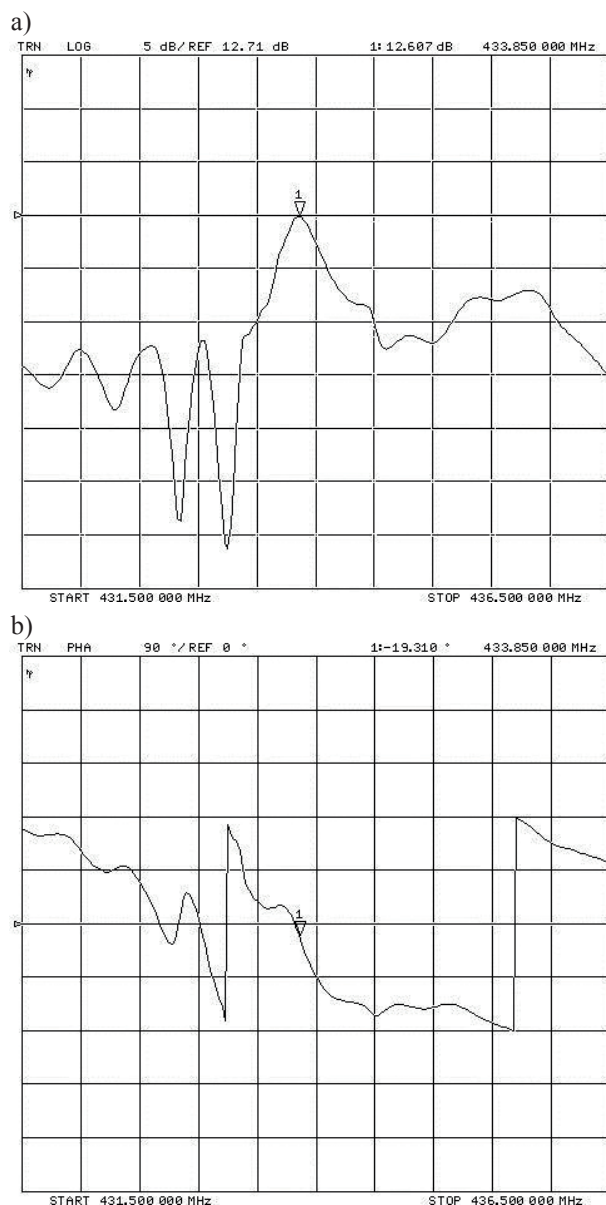 a)
TRN LOG 5 dB/ REF 12.71 dB 1: 12.607 dB 433.850 000 MHz
1
START 431.500 000 MHz STOP 436.500 000 MHz
b)
TRN PHA 90 °/ REF 0 ° 1:-19.310 ° 433.850 000 MHz
1
START 431.500 000 MHz STOP 436.500 000 MHz